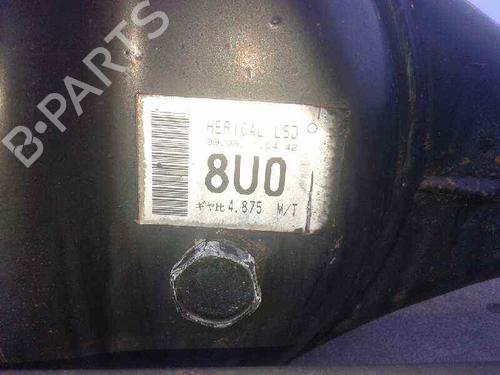 B-PARTS
HERICAL LSD
8U0
ギヤ比 4.875 M/T